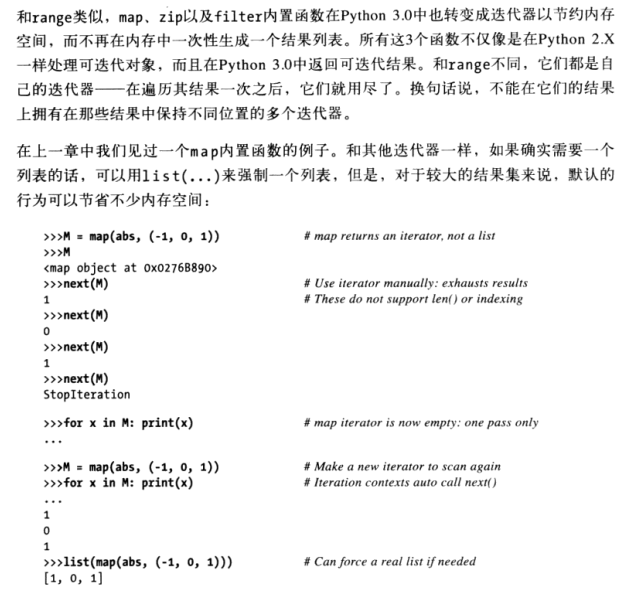 和range类似，map、zip以及filter内置函数在Python 3.0中也转变成迭代器以节约内存
空间，而不再在内存中一次性生成一个结果列表。所有这3个函数不仅像是在Python 2.X
一样处理可迭代对象，而且在Python 3.0中返回可迭代结果。和range不同，它们都是自
己的迭代器——在遍历其结果一次之后，它们就用尽了。换句话说，不能在它们的结果
上拥有在那些结果中保持不同位置的多个迭代器。
在上一章中我们见过一个map内置函数的例子。和其他迭代器一样，如果确实需要一个
列表的话，可以用list(...)来强制一个列表，但是，对于较大的结果集来说，默认的
行为可以节省不少内存空间：
>>>M = map(abs, (-1, 0, 1)) # map returns an iterator, not a list
>>>M
<map object at 0x0276B890>
>>>next(M) # Use iterator manually: exhausts results
1 # These do not support len() or indexing
>>>next(M)
0
>>>next(M)
1
>>>next(M)
StopIteration
>>>for x in M: print(x) # map iterator is now empty: one pass only
...
>>>M = map(abs, (-1, 0, 1)) # Make a new iterator to scan again
>>>for x in M: print(x) # Iteration contexts auto call next()
...
1
0
1
>>>list(map(abs, (-1, 0, 1))) # Can force a real list if needed
[1, 0, 1]